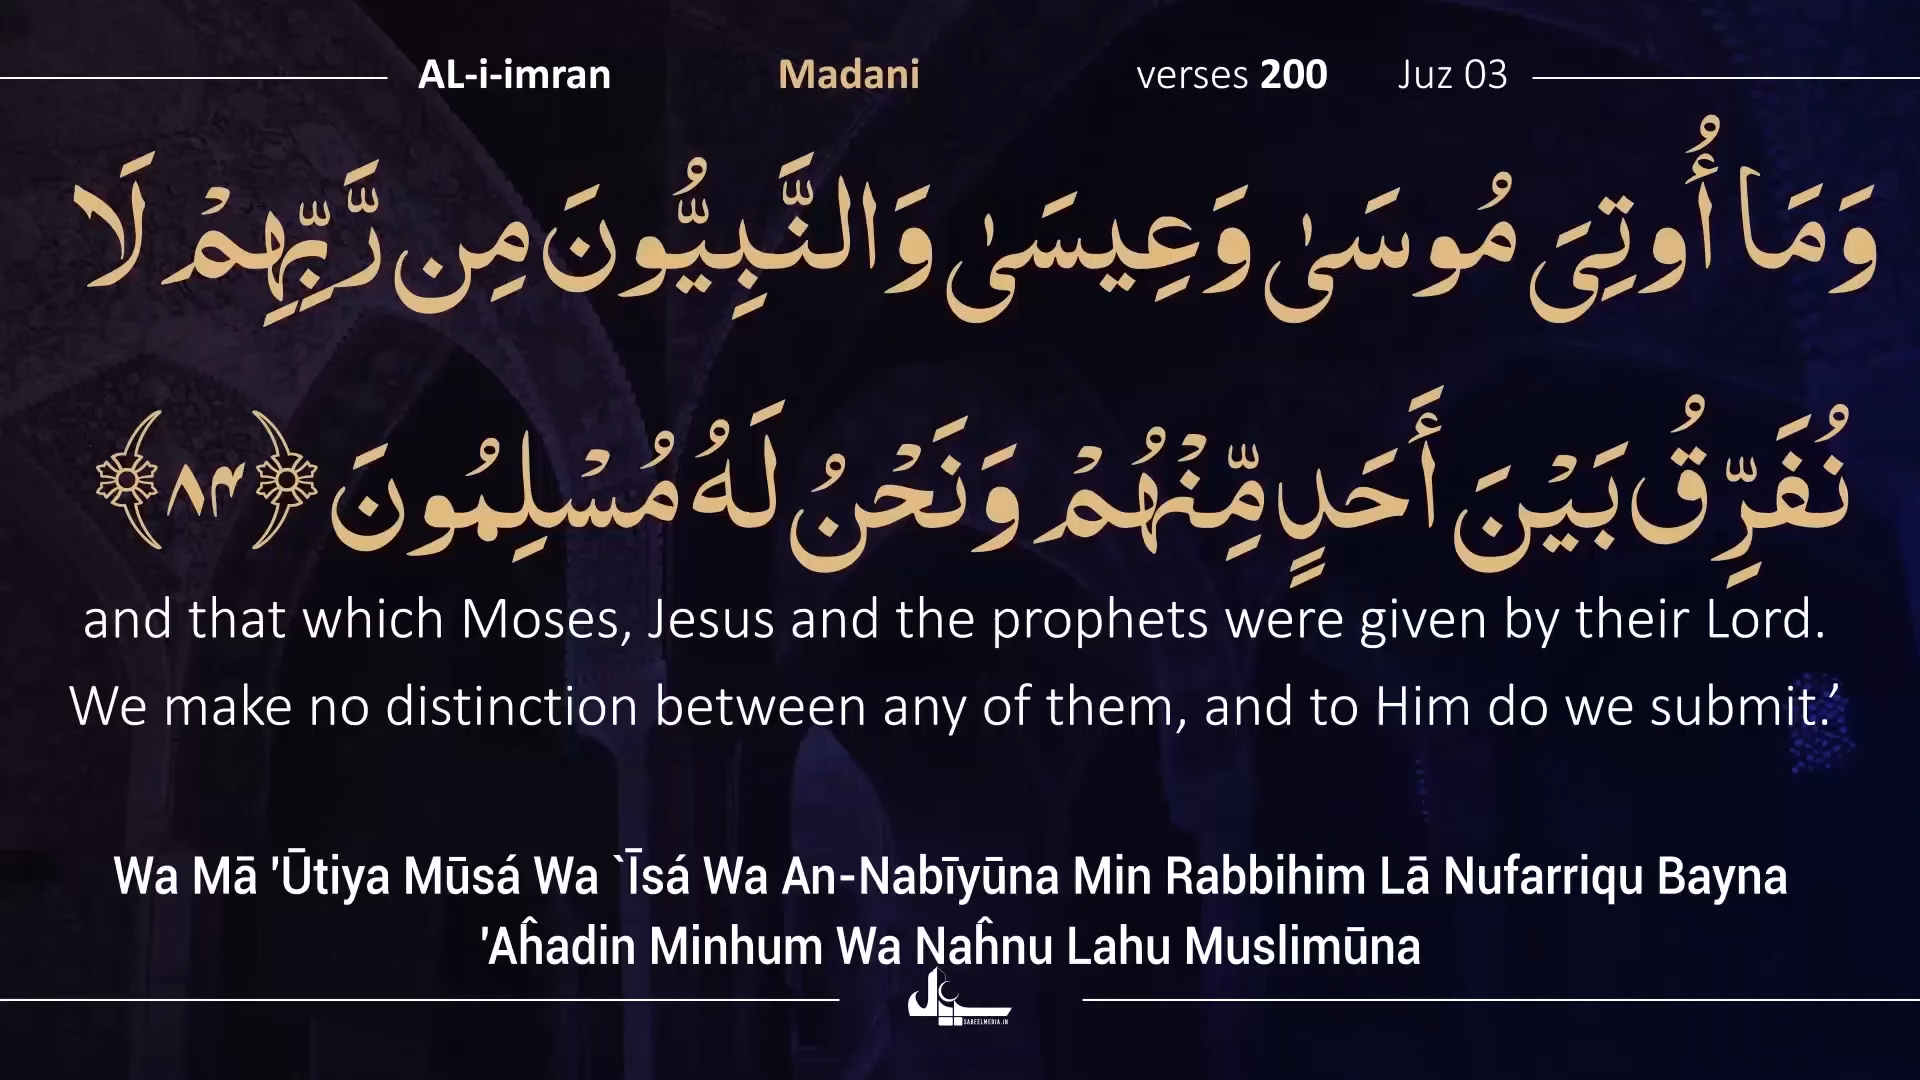 AL-i-imran Madani verses 200 Juz 03
وَمَا أُوتِيَ مُوسَىٰ وَعِيسَىٰ وَالنَّبِيُّونَ مِن رَّبِّهِمْ لَا
نُفَرِّقُ بَيْنَ أَحَدٍ مِّنْهُمْ وَنَحْنُ لَهُ مُسْلِمُونَ ﴿۸۴﴾
and that which Moses, Jesus and the prophets were given by their Lord.
We make no distinction between any of them, and to Him do we submit.’
Wa Mā 'Ūtiya Mūsá Wa `Īsá Wa An-Nabīyūna Min Rabbihim Lā Nufarriqu Bayna
'Aĥadin Minhum Wa Naĥnu Lahu Muslimūna
SABEELMEDIA.IN